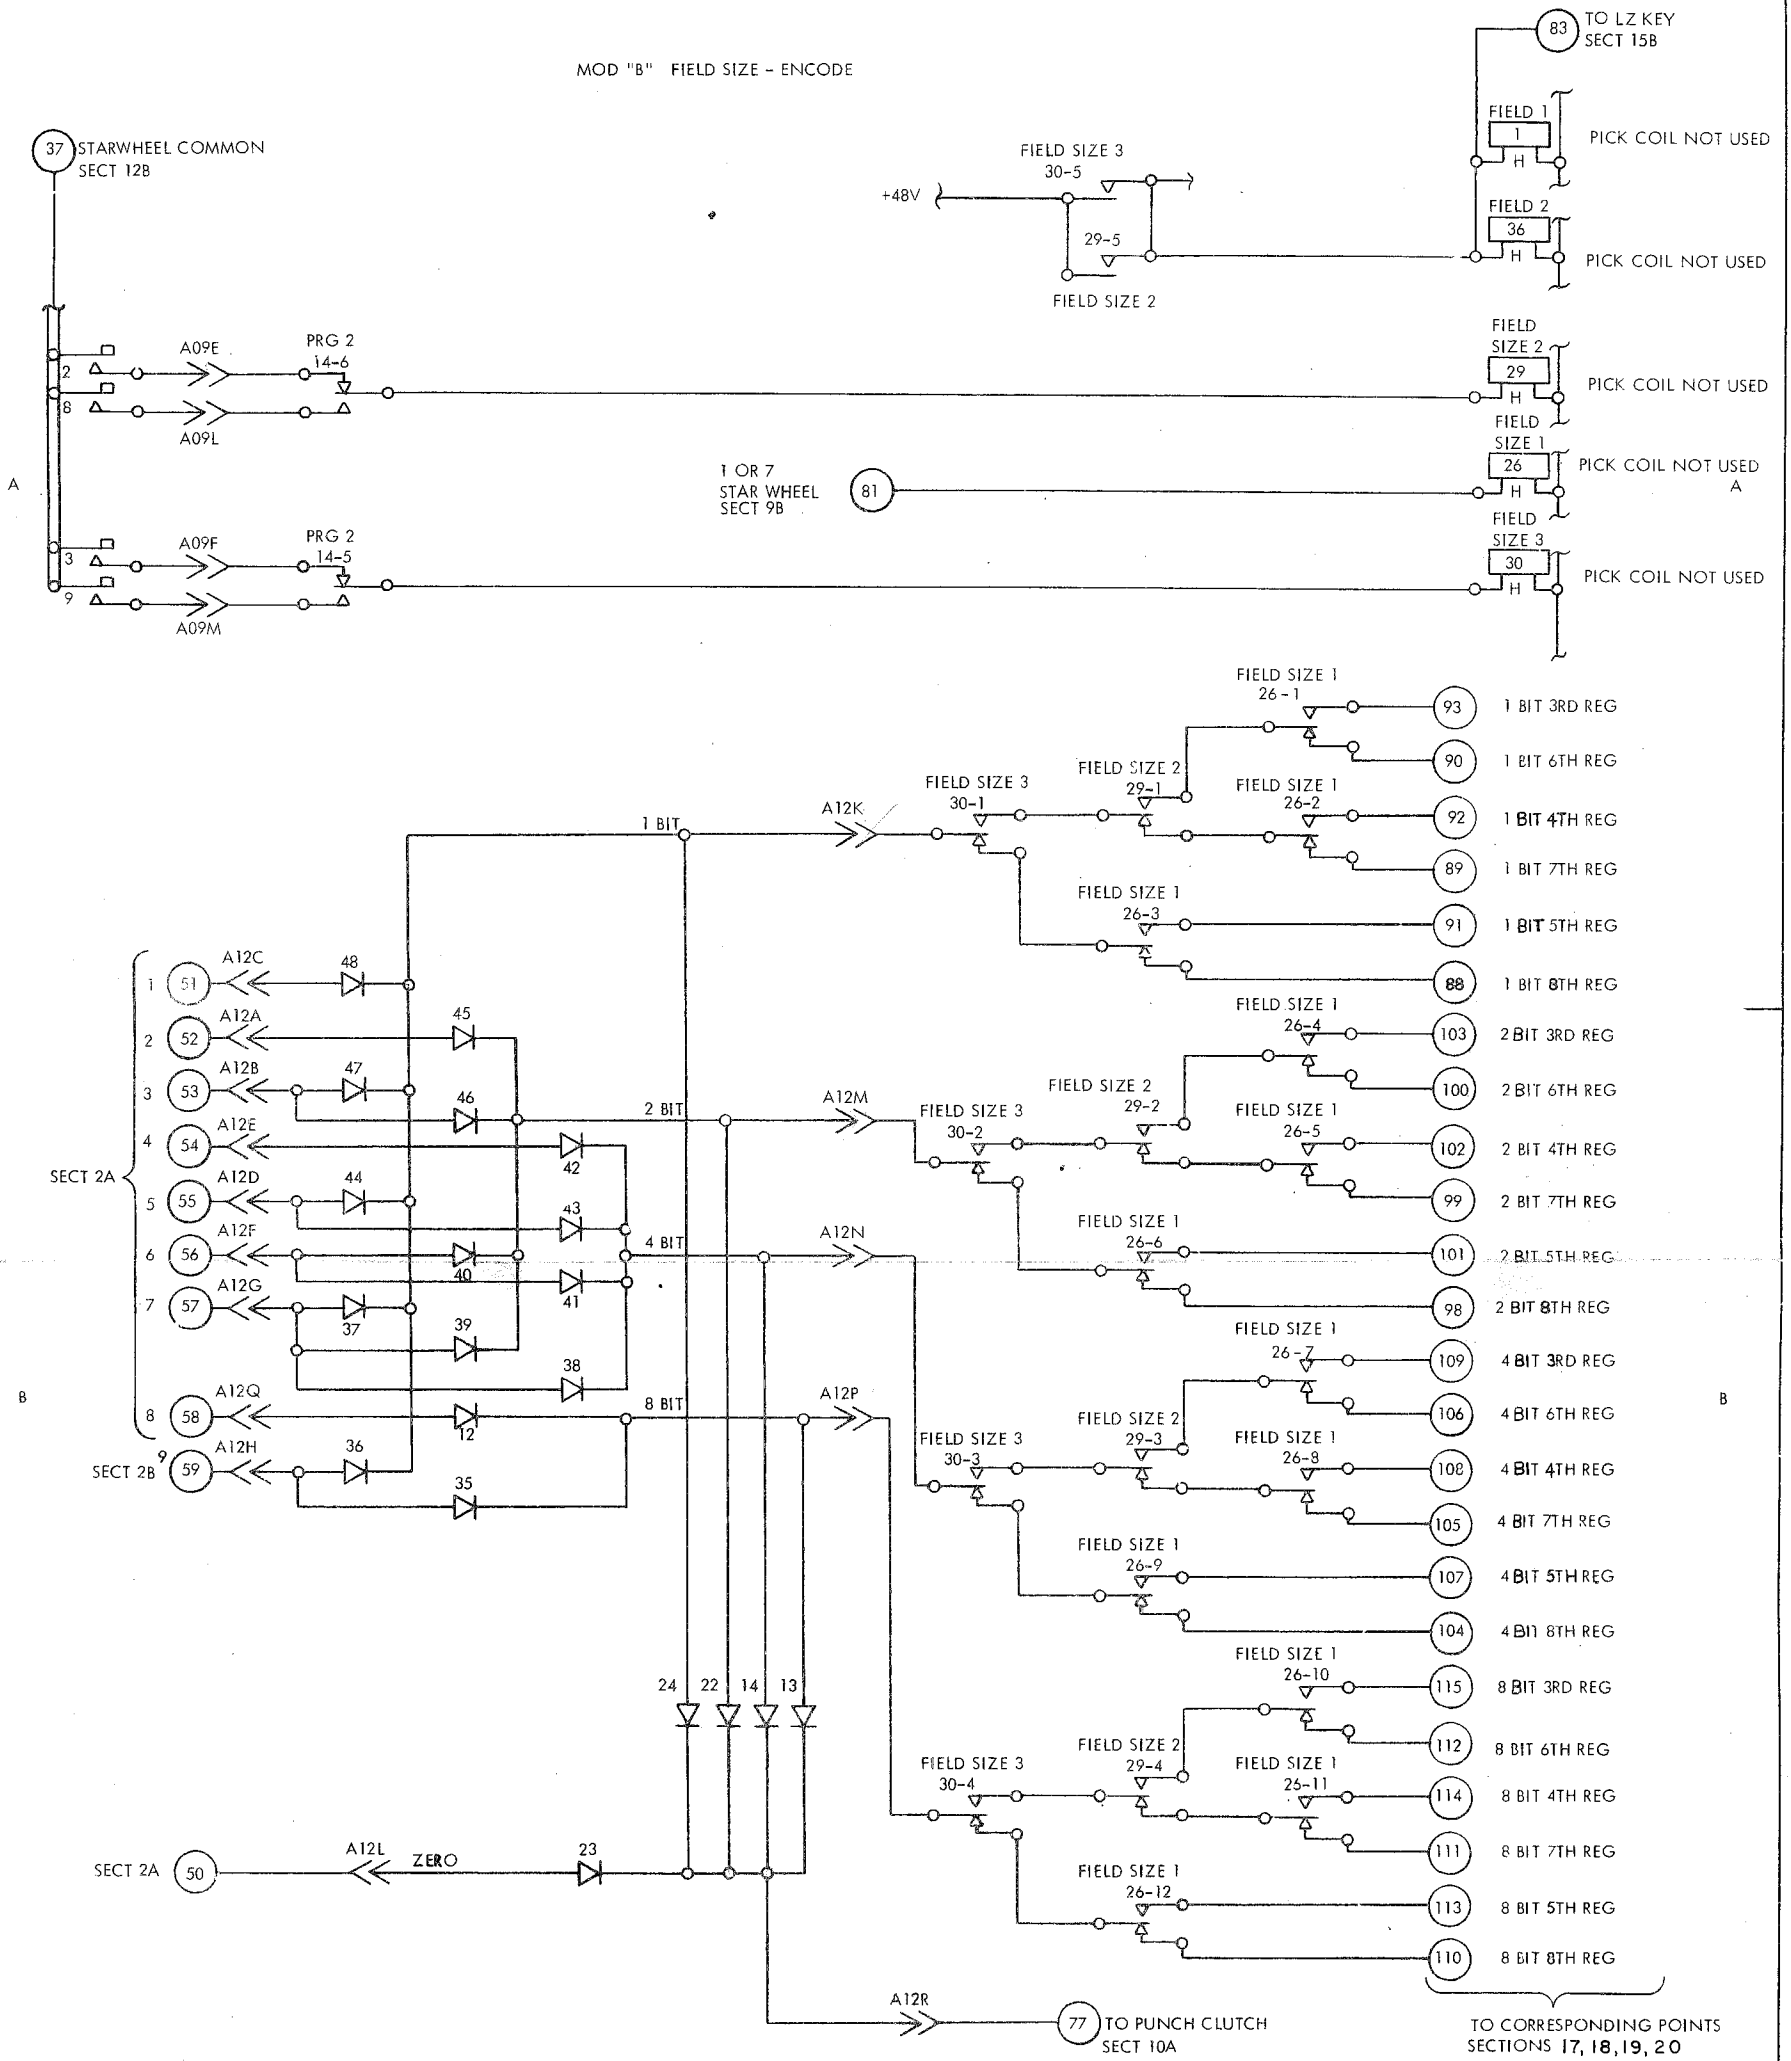 83
TO LZ KEY
SECT 15B
MOD "B" FIELD SIZE - ENCODE
37
STARWHEEL COMMON
SECT 12B
FIELD SIZE 3
30-5
+48V
29-5
FIELD SIZE 2
FIELD 1
1
H
PICK COIL NOT USED
FIELD 2
36
H
PICK COIL NOT USED
2
A09E
PRG 2
14-6
8
A09L
FIELD
SIZE 2
29
H
PICK COIL NOT USED
A
1 OR 7
STAR WHEEL
SECT 9B
81
FIELD
SIZE 1
26
H
PICK COIL NOT USED
A
3
A09F
PRG 2
14-5
9
A09M
FIELD
SIZE 3
30
H
PICK COIL NOT USED
FIELD SIZE 1
26-1
93
1 BIT 3RD REG
90
1 BIT 6TH REG
1 BIT
A12K
FIELD SIZE 3
30-1
FIELD SIZE 2
29-1
FIELD SIZE 1
26-2
92
1 BIT 4TH REG
89
1 BIT 7TH REG
FIELD SIZE 1
26-3
91
1 BIT 5TH REG
88
1 BIT 8TH REG
SECT 2A
1
51
A12C
48
2
52
A12A
45
3
53
A12B
47
46
4
54
A12E
42
5
55
A12D
44
43
6
56
A12F
40
41
7
57
A12G
37
39
38
8
58
A12Q
12
SECT 2B
9
59
A12H
36
35
2 BIT
A12M
FIELD SIZE 3
30-2
FIELD SIZE 2
29-2
FIELD SIZE 1
26-4
103
2 BIT 3RD REG
100
2 BIT 6TH REG
FIELD SIZE 1
26-5
102
2 BIT 4TH REG
99
2 BIT 7TH REG
FIELD SIZE 1
26-6
101
2 BIT 5TH REG
98
2 BIT 8TH REG
4 BIT
A12N
FIELD SIZE 3
30-3
FIELD SIZE 2
29-3
FIELD SIZE 1
26-7
109
4 BIT 3RD REG
106
4 BIT 6TH REG
FIELD SIZE 1
26-8
108
4 BIT 4TH REG
105
4 BIT 7TH REG
FIELD SIZE 1
26-9
107
4 BIT 5TH REG
104
4 BIT 8TH REG
B
B
8 BIT
A12P
FIELD SIZE 3
30-4
FIELD SIZE 2
29-4
FIELD SIZE 1
26-10
115
8 BIT 3RD REG
112
8 BIT 6TH REG
FIELD SIZE 1
26-11
114
8 BIT 4TH REG
111
8 BIT 7TH REG
FIELD SIZE 1
26-12
113
8 BIT 5TH REG
110
8 BIT 8TH REG
24
22
14
13
SECT 2A
50
A12L
ZERO
23
A12R
77
TO PUNCH CLUTCH
SECT 10A
TO CORRESPONDING POINTS
SECTIONS 17, 18, 19, 20